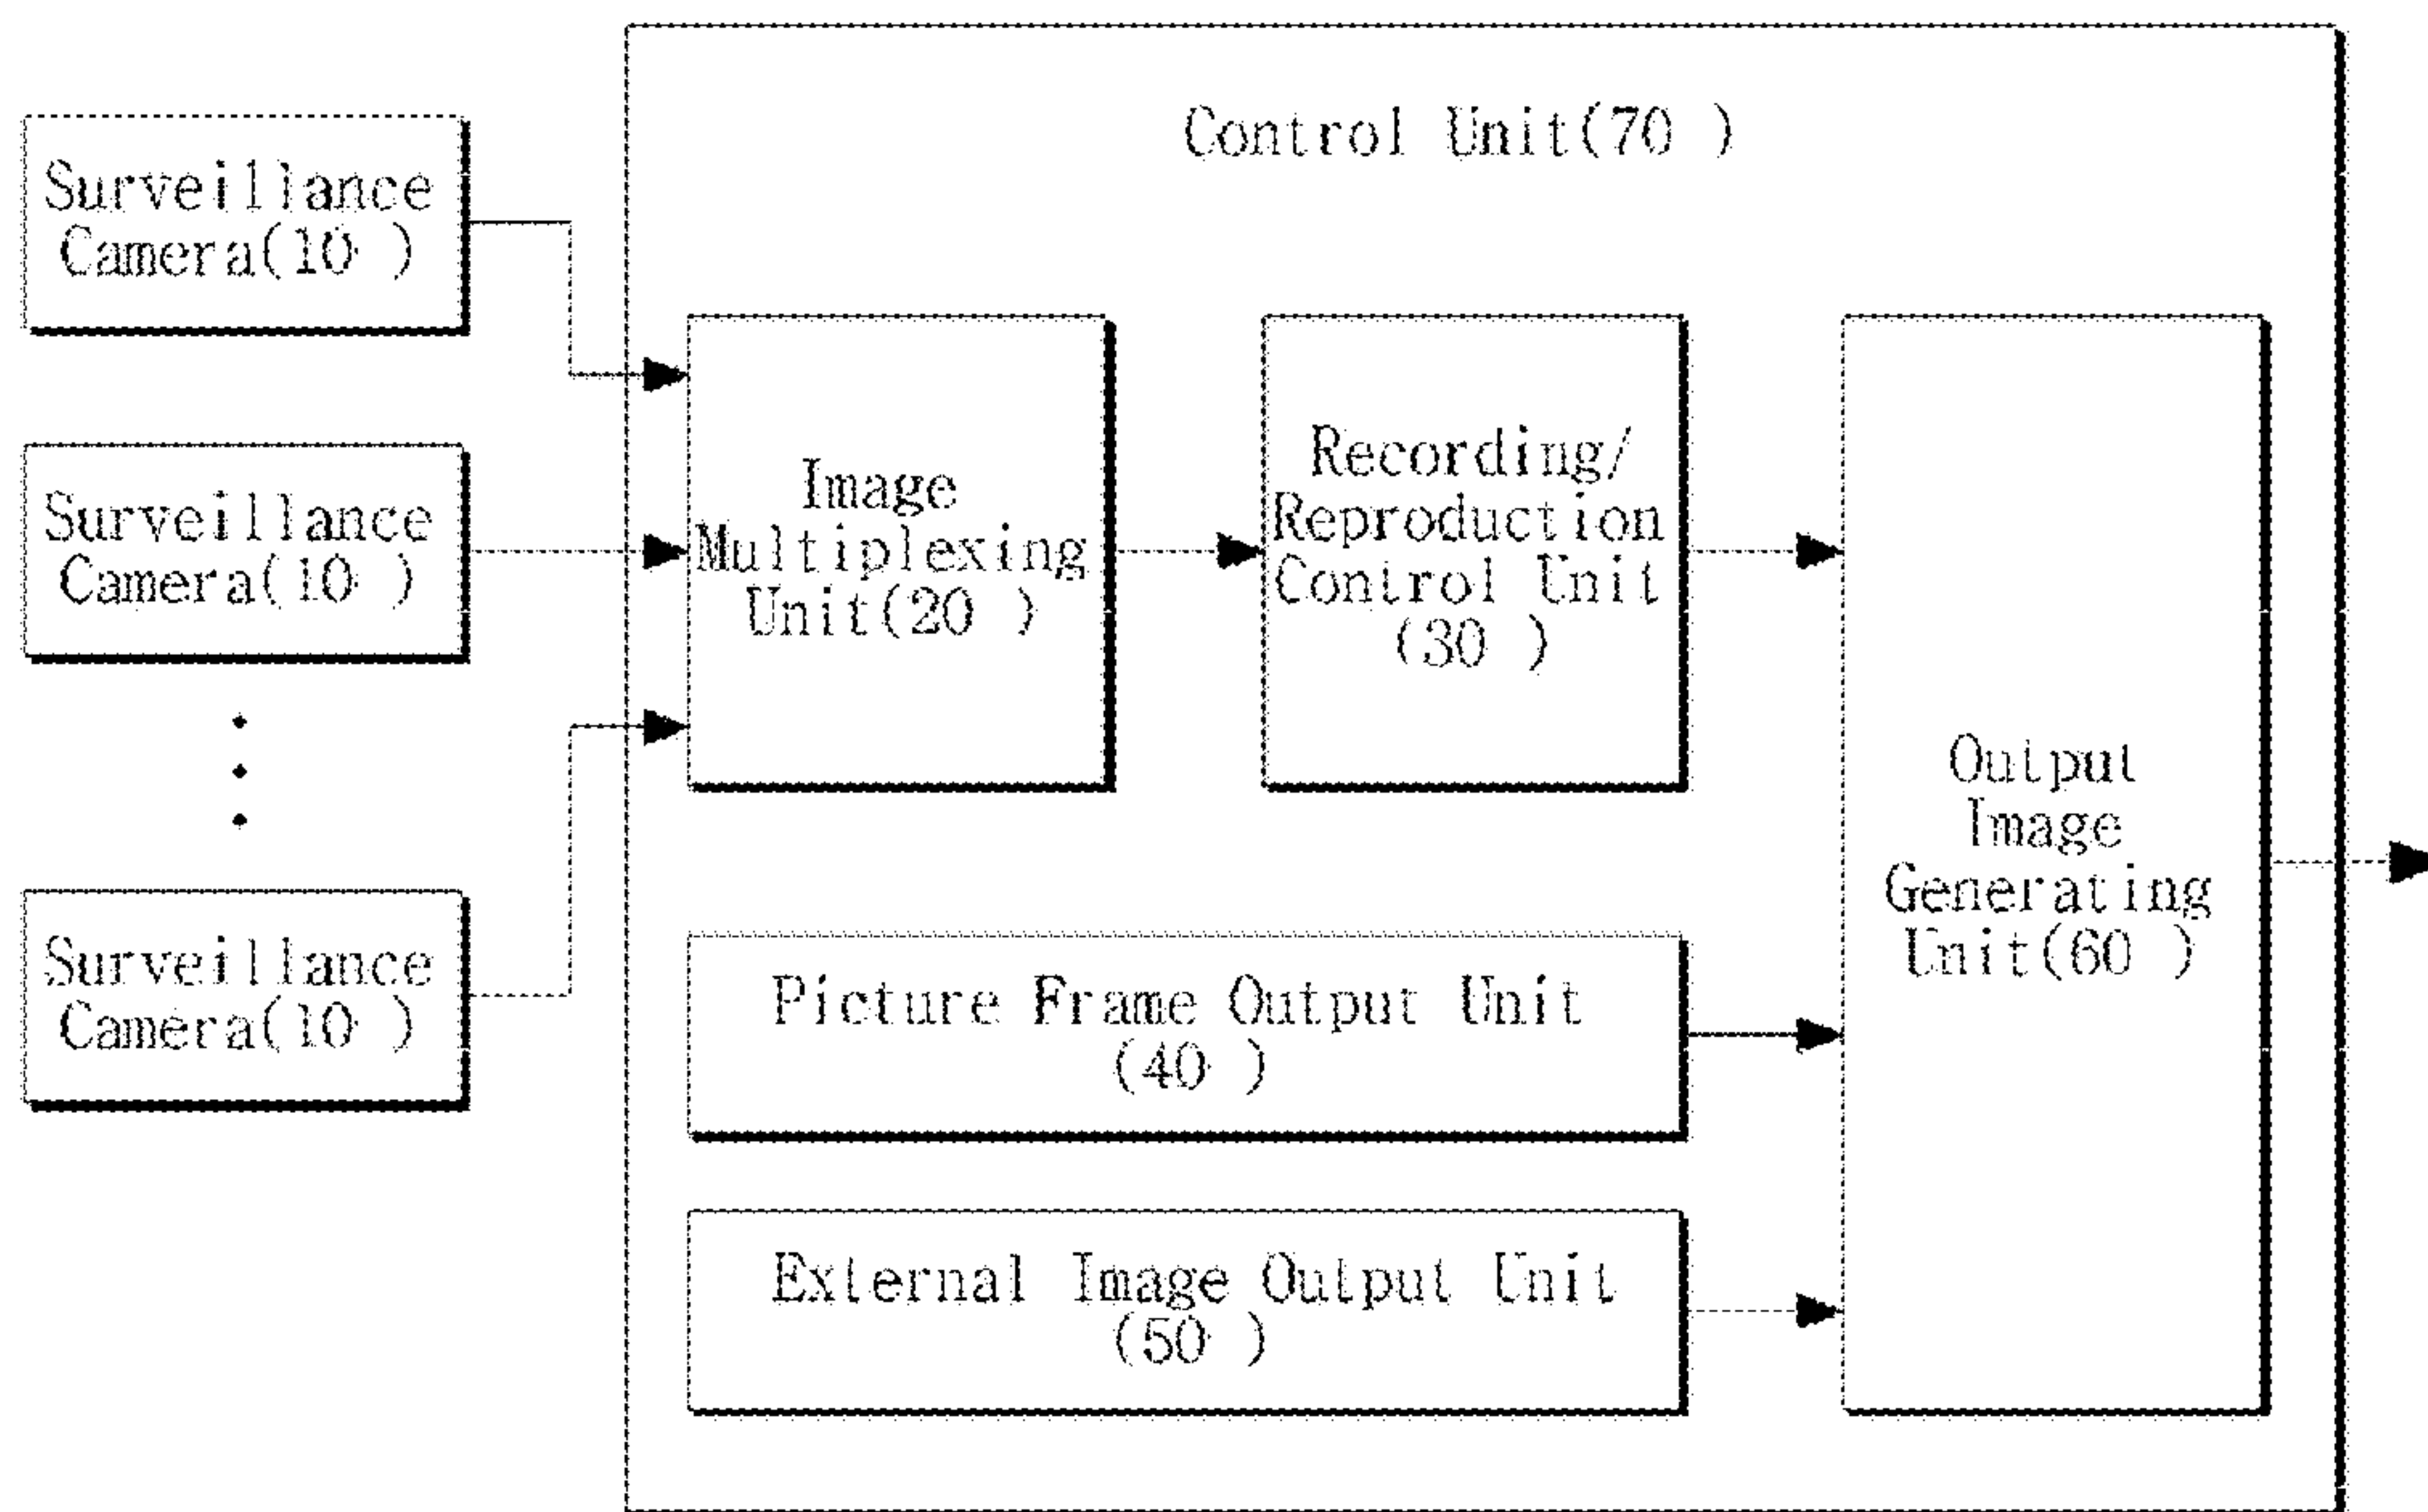 Control Unit(70 )
Surveillance
Camera(10 )
Surveillance
Camera(10 )
Surveillance
Camera(10 )
Image
Multiplexing
Unit(20 )
Recording/
Reproduction
Control Unit
(30 )
Output
Image
Generating
Unit(60 )
Picture Frame Output Unit
(40 )
External Image Output Unit
(50 )